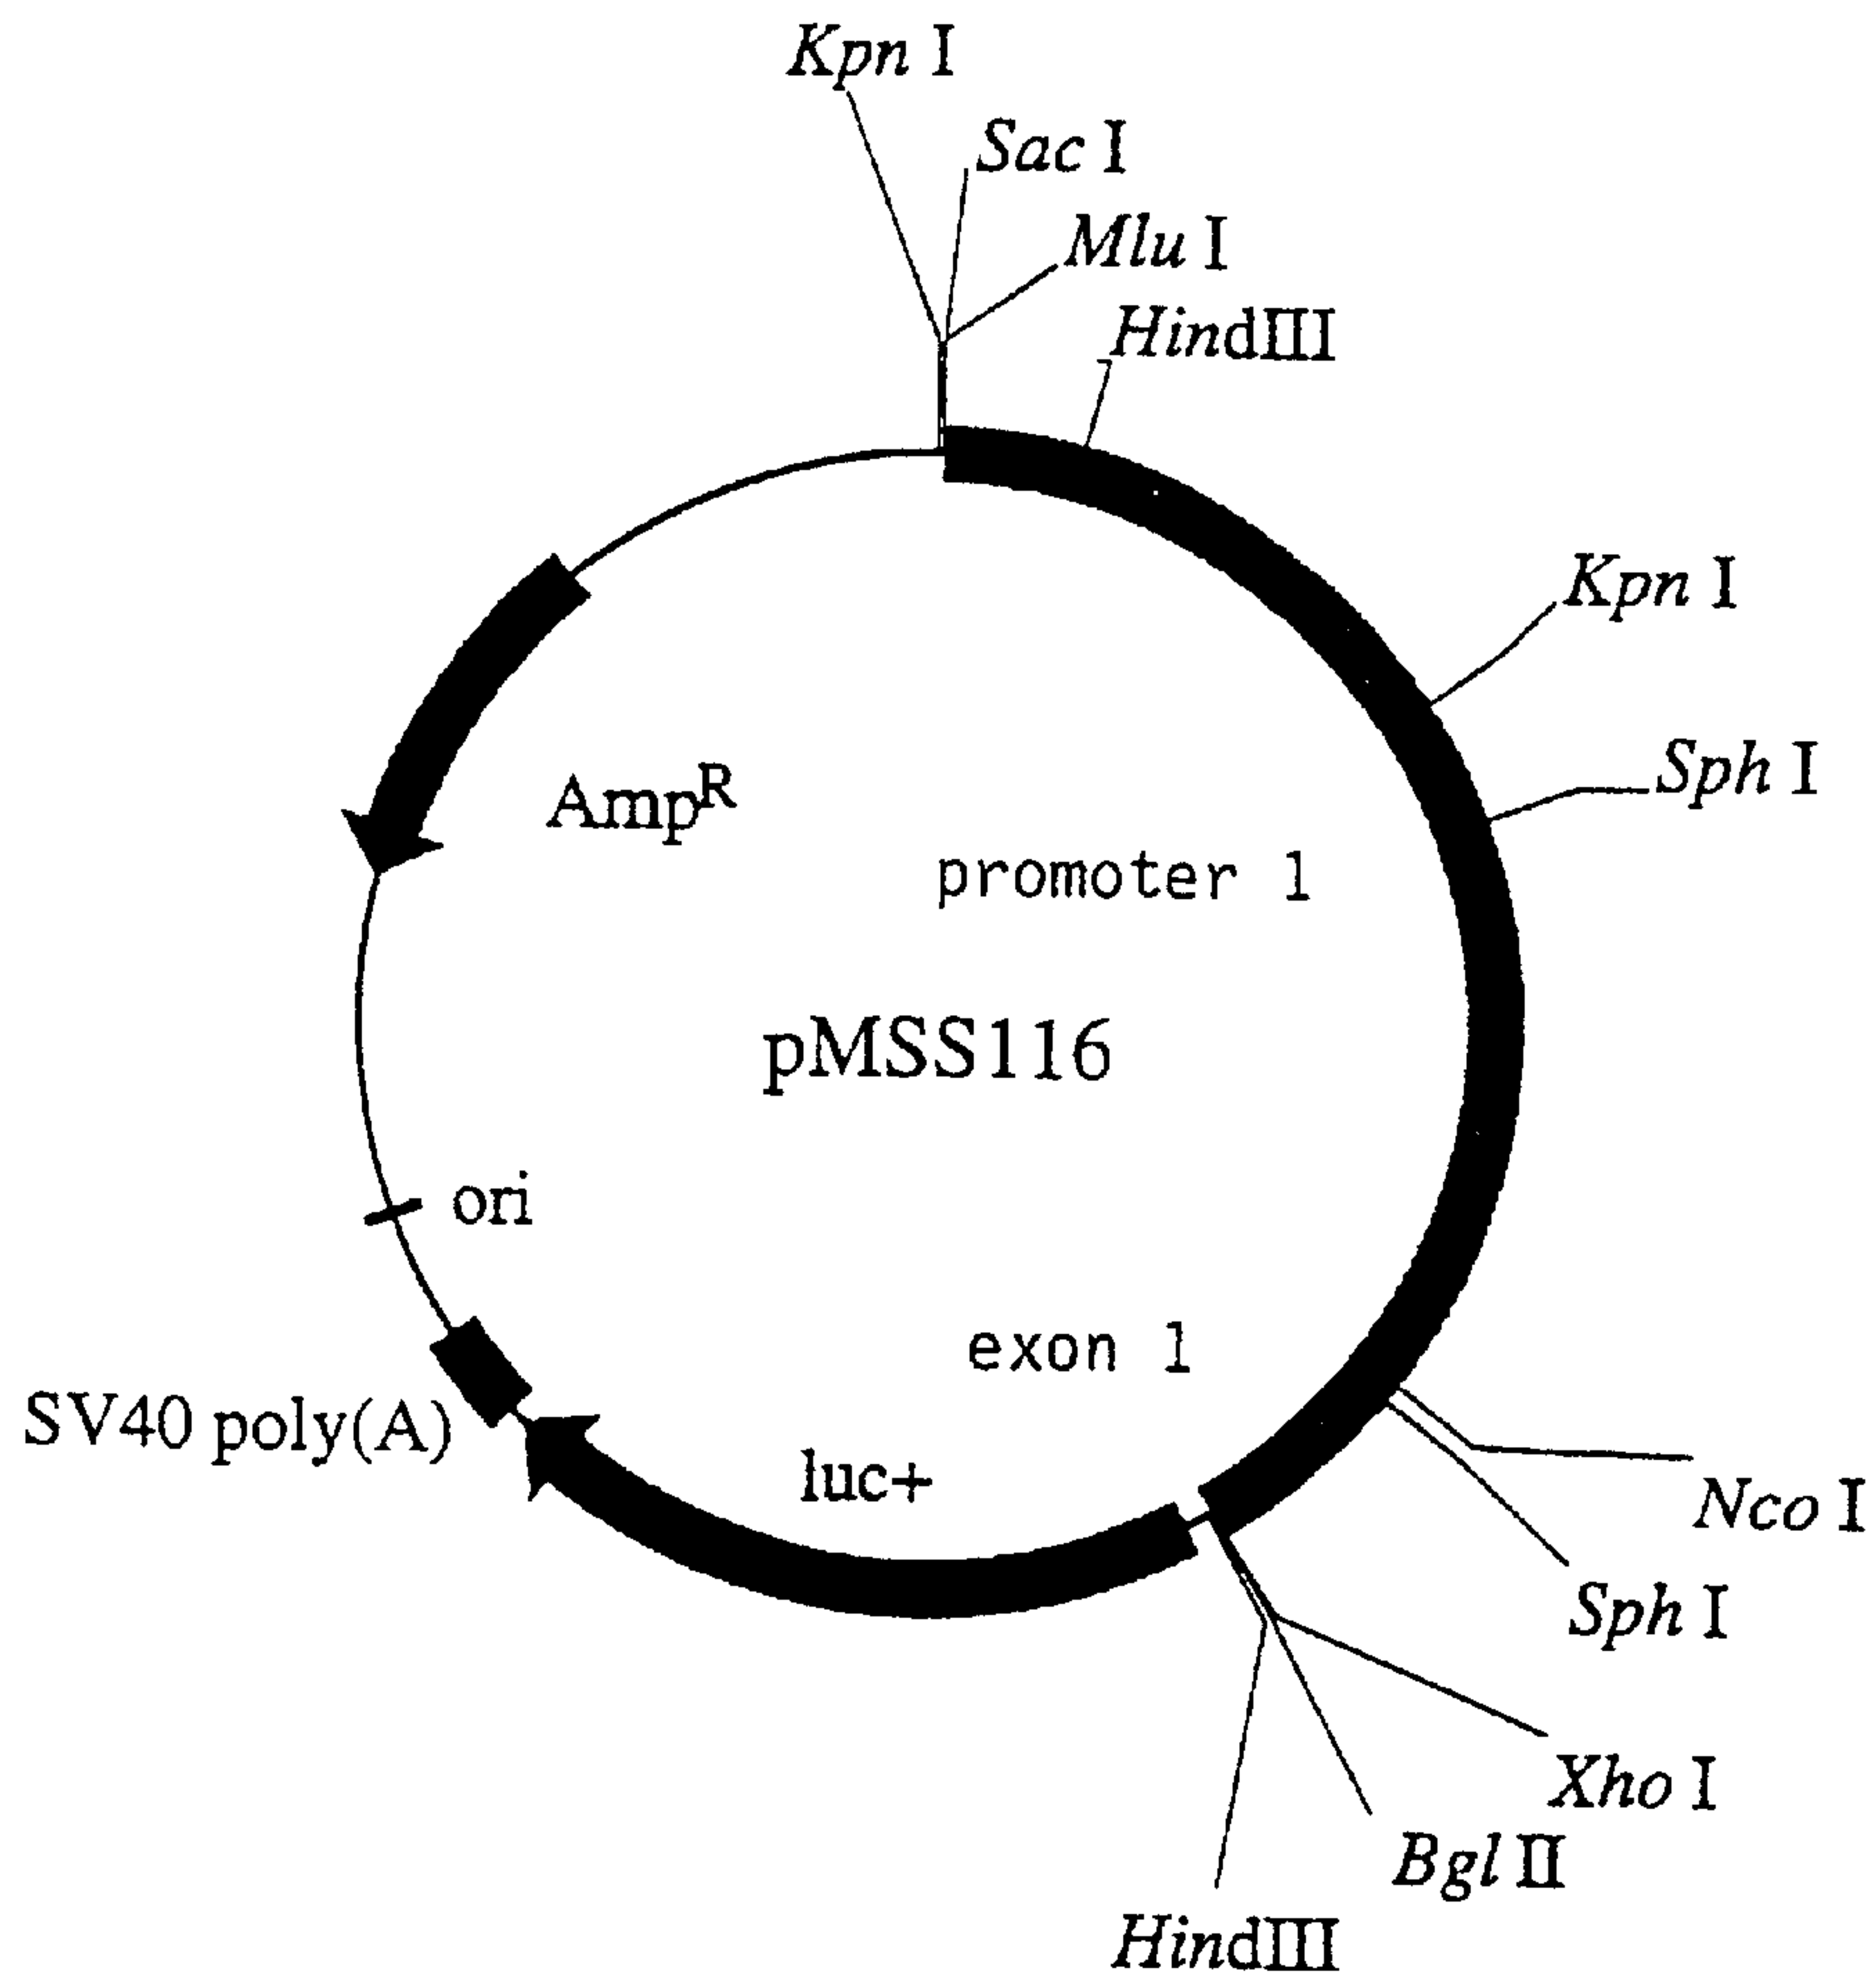 Kpn I
Sac I
Mlu I
HindIII
Kpn I
Sph I
AmpR
promoter 1
pMSS116
ori
exon 1
SV40 poly(A)
luc+
Nco I
Sph I
Xho I
Bgl II
HindIII